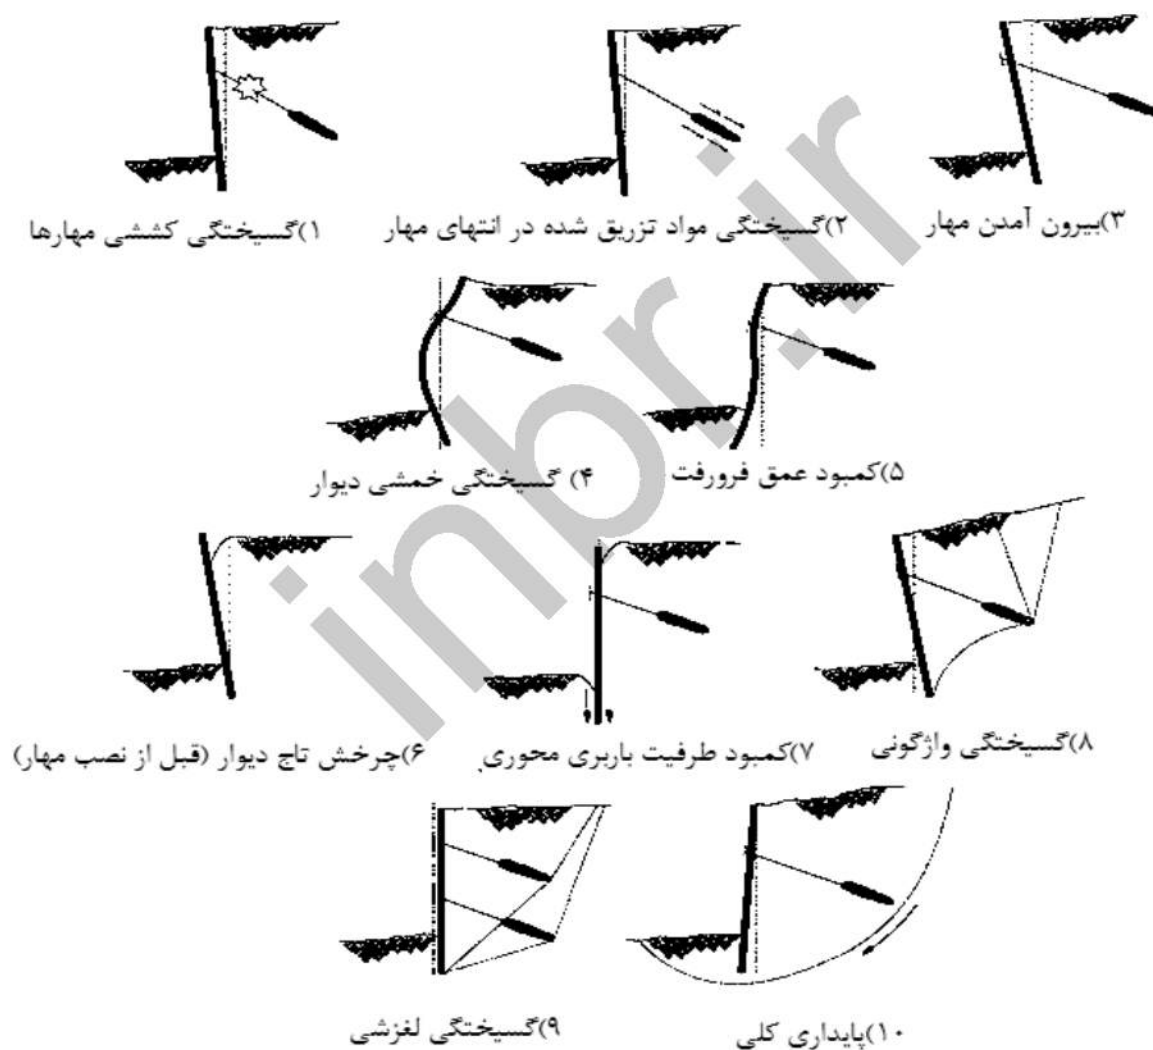 ۱)گسیختگی کششی مهارها
۲)گسیختگی مواد تزریق شده در انتهای مهار
۳)بیرون آمدن مهار
۴) گسیختگی خمشی دیوار
۵)کمبود عمق فرورفت
۶)چرخش تاج دیوار (قبل از نصب مهار)
۷)کمبود ظرفیت باربری محوری
۸)گسیختگی واژگونی
۹)گسیختگی لغزشی
۱۰)پایداری کلی
inbr.ir